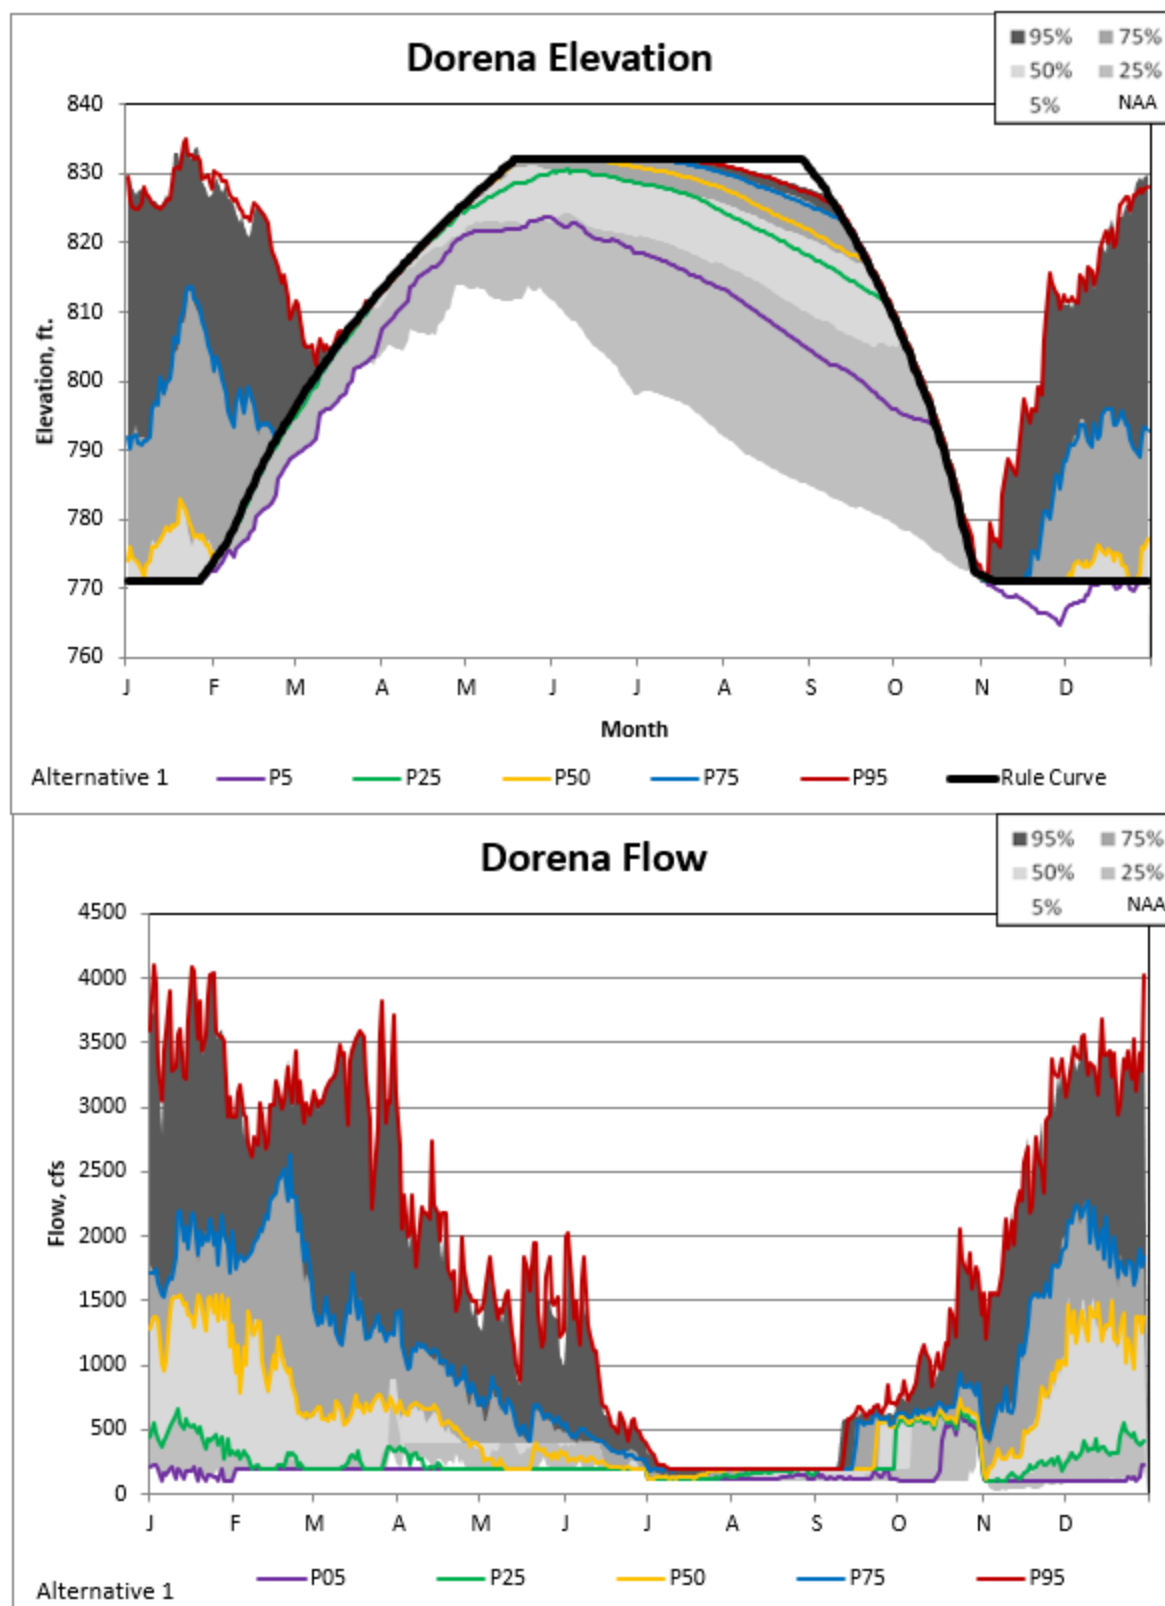 Dorena Elevation
95% 75%
50% 25%
5% NAA
840
830
820
810
800
790
780
770
760
Elevation, ft.
J F M A M J J A S O N D
Month
Alternative 1 P5 P25 P50 P75 P95 Rule Curve
Dorena Flow
95% 75%
50% 25%
5% NAA
4500
4000
3500
3000
2500
2000
1500
1000
500
0
Flow, cfs
J F M A M J J A S O N D
Alternative 1 P05 P25 P50 P75 P95